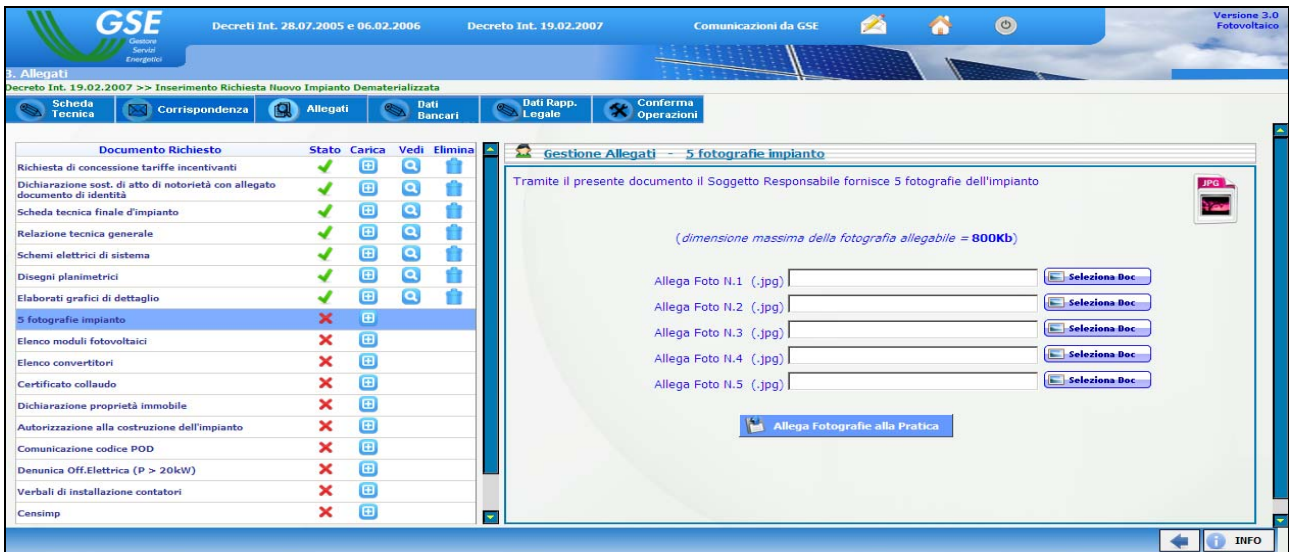 GSE
Gestore
Servizi
Energetici
Decreti Int. 28.07.2005 e 06.02.2006
Decreto Int. 19.02.2007
Comunicazioni da GSE
Versione 3.0
Fotovoltaico
3. Allegati
Decreto Int. 19.02.2007 >> Inserimento Richiesta Nuovo Impianto Dematerializzata
Scheda Tecnica
Corrispondenza
Allegati
Dati Bancari
Dati Rapp. Legale
Conferma Operazioni
Documento Richiesto Stato Carica Vedi Elimina
Richiesta di concessione tariffe incentivanti
Dichiarazione sost. di atto di notorietà con allegato
documento di identità
Scheda tecnica finale d'impianto
Relazione tecnica generale
Schemi elettrici di sistema
Disegni planimetrici
Elaborati grafici di dettaglio
5 fotografie impianto
Elenco moduli fotovoltaici
Elenco convertitori
Certificato collaudo
Dichiarazione proprietà immobile
Autorizzazione alla costruzione dell'impianto
Comunicazione codice POD
Denunica Off.Elettrica (P > 20kW)
Verbali di installazione contatori
Censimp
Gestione Allegati - 5 fotografie impianto
Tramite il presente documento il Soggetto Responsabile fornisce 5 fotografie dell'impianto
JPG
(dimensione massima della fotografia allegabile = 800Kb)
Allega Foto N.1 (.jpg) Seleziona Doc
Allega Foto N.2 (.jpg) Seleziona Doc
Allega Foto N.3 (.jpg) Seleziona Doc
Allega Foto N.4 (.jpg) Seleziona Doc
Allega Foto N.5 (.jpg) Seleziona Doc
Allega Fotografie alla Pratica
INFO